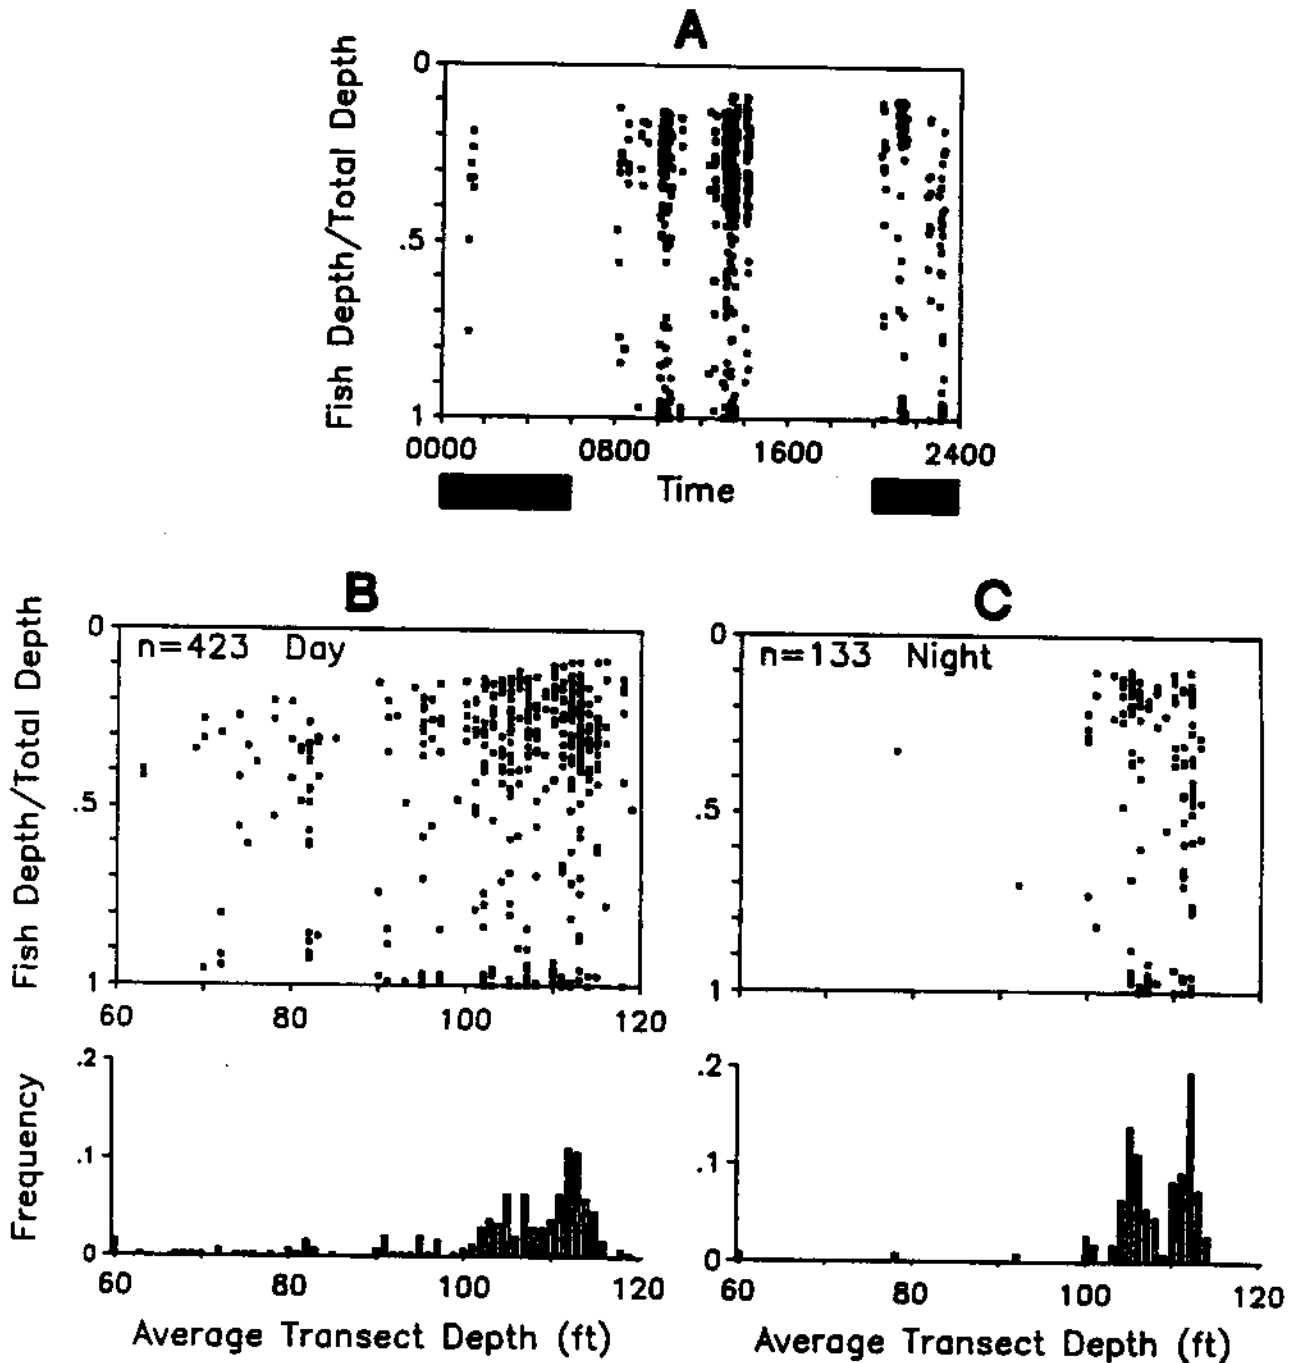 A
Fish Depth/Total Depth
0
.5
1
0000 0800 1600 2400
Time
B
Fish Depth/Total Depth
n=423 Day
0
.5
1
60 80 100 120
C
n=133 Night
0
.5
1
Frequency
.2
.1
0
60 80 100 120
Average Transect Depth (ft)
.2
.1
0
60 80 100 120
Average Transect Depth (ft)